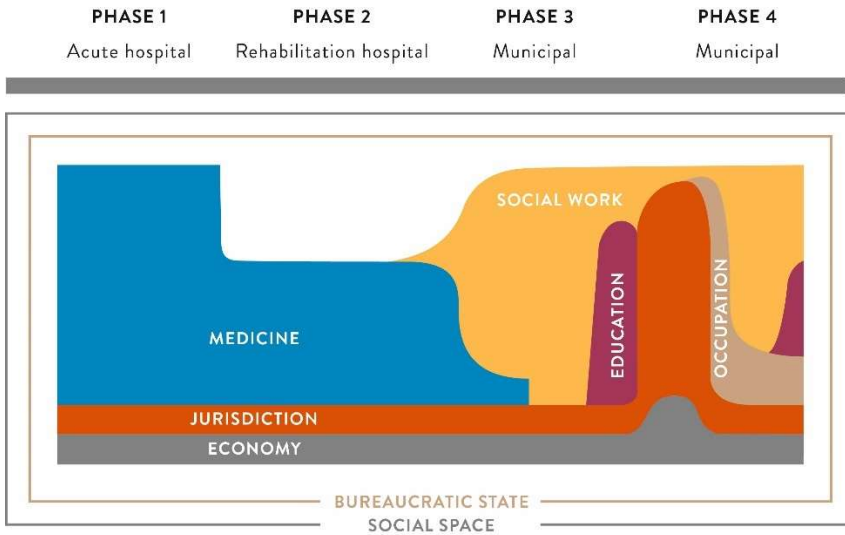 PHASE 1 PHASE 2 PHASE 3 PHASE 4
Acute hospital Rehabilitation hospital Municipal Municipal
SOCIAL WORK
MEDICINE
EDUCATION
OCCUPATION
JURISDICTION
ECONOMY
BUREAUCRATIC STATE
SOCIAL SPACE